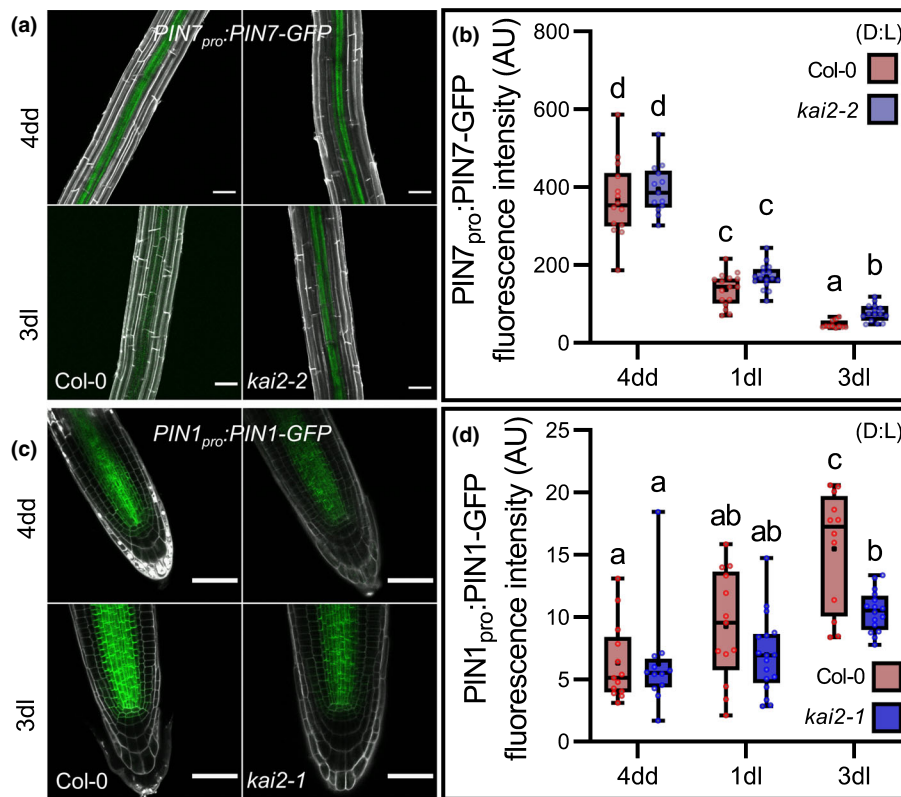 (a)
PIN7pro:PIN7-GFP
4dd
3dl
Col-0
kai2-2
(b)
(D:L)
PIN7pro:PIN7-GFP
fluorescence intensity (AU)
800
600
400
200
0
Col-0
kai2-2
d
d
c
c
a
b
4dd
1dl
3dl
(c)
PIN1pro:PIN1-GFP
4dd
3dl
Col-0
kai2-1
(d)
(D:L)
PIN1pro:PIN1-GFP
fluorescence intensity (AU)
25
20
15
10
5
0
a
a
ab
ab
c
b
Col-0
kai2-1
4dd
1dl
3dl